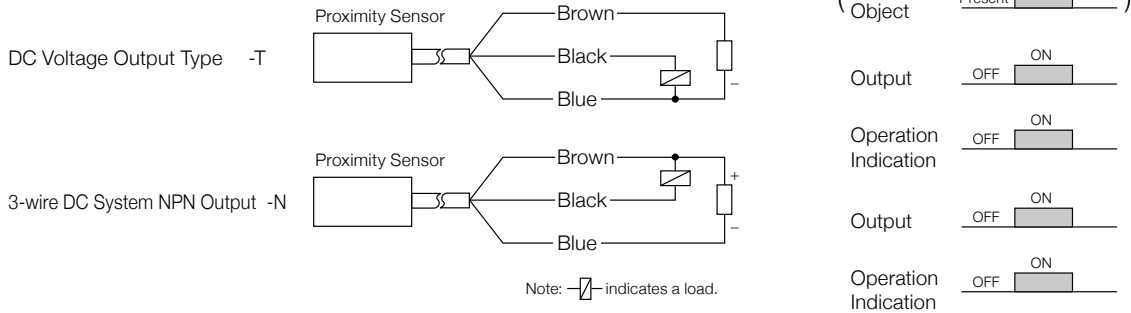 Proximity Sensor
DC Voltage Output Type -T
Brown
Black
Blue
–
Proximity Sensor
3-wire DC System NPN Output -N
Brown
Black
Blue
+
–
Note: indicates a load.
( Object )
Output OFF ON
Operation
Indication OFF ON
Output OFF ON
Operation
Indication OFF ON